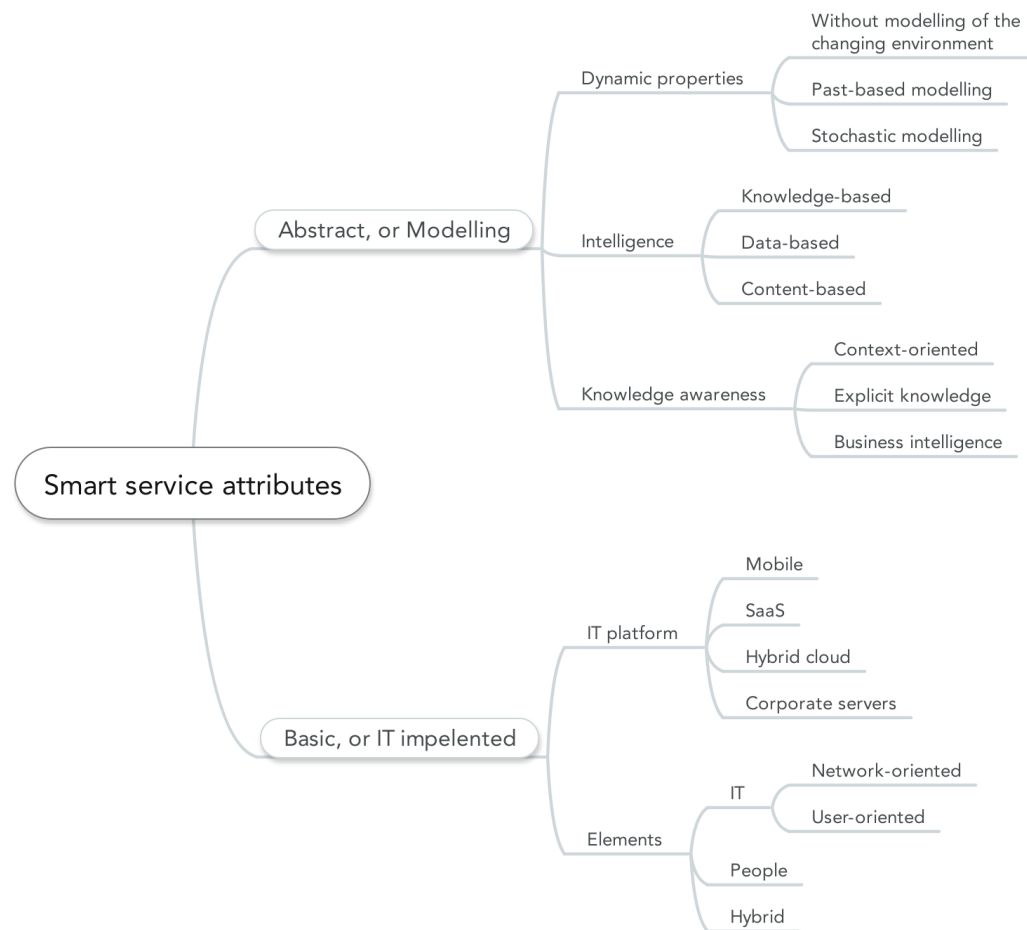 Without modelling of the
changing environment
Dynamic properties
Past-based modelling
Stochastic modelling
Knowledge-based
Abstract, or Modelling
Intelligence
Data-based
Content-based
Context-oriented
Knowledge awareness
Explicit knowledge
Business intelligence
Smart service attributes
Mobile
SaaS
IT platform
Hybrid cloud
Corporate servers
Basic, or IT impelented
Network-oriented
IT
User-oriented
Elements
People
Hybrid